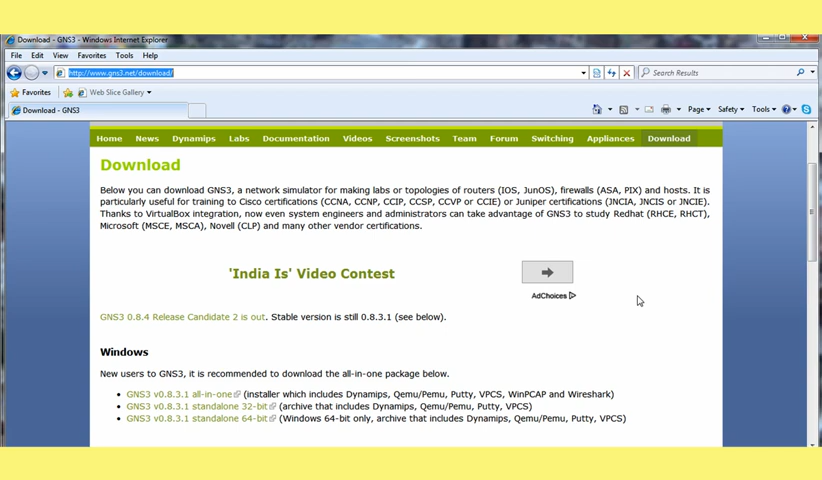 Download - GNS3 - Windows Internet Explorer
File Edit View Favorites Tools Help
http://www.gns3.net/download/
Search Results
Favorites Web Slice Gallery
Download - GNS3
Page Safety Tools
Home News Dynamips Labs Documentation Videos Screenshots Team Forum Switching Appliances Download
Download
Below you can download GNS3, a network simulator for making labs or topologies of routers (IOS, JunOS), firewalls (ASA, PIX) and hosts. It is
particularly useful for training to Cisco certifications (CCNA, CCNP, CCIP, CCSP, CCVP or CCIE) or Juniper certifications (JNCIA, JNCIS or JNCIE).
Thanks to VirtualBox integration, now even system engineers and administrators can take advantage of GNS3 to study Redhat (RHCE, RHCT),
Microsoft (MSCE, MSCA), Novell (CLP) and many other vendor certifications.
'India Is' Video Contest
AdChoices
GNS3 0.8.4 Release Candidate 2 is out. Stable version is still 0.8.3.1 (see below).
Windows
New users to GNS3, it is recommended to download the all-in-one package below.
GNS3 v0.8.3.1 all-in-one (installer which includes Dynamips, Qemu/Pemu, Putty, VPCS, WinPCAP and Wireshark)
GNS3 v0.8.3.1 standalone 32-bit (archive that includes Dynamips, Qemu/Pemu, Putty, VPCS)
GNS3 v0.8.3.1 standalone 64-bit (Windows 64-bit only, archive that includes Dynamips, Qemu/Pemu, Putty, VPCS)